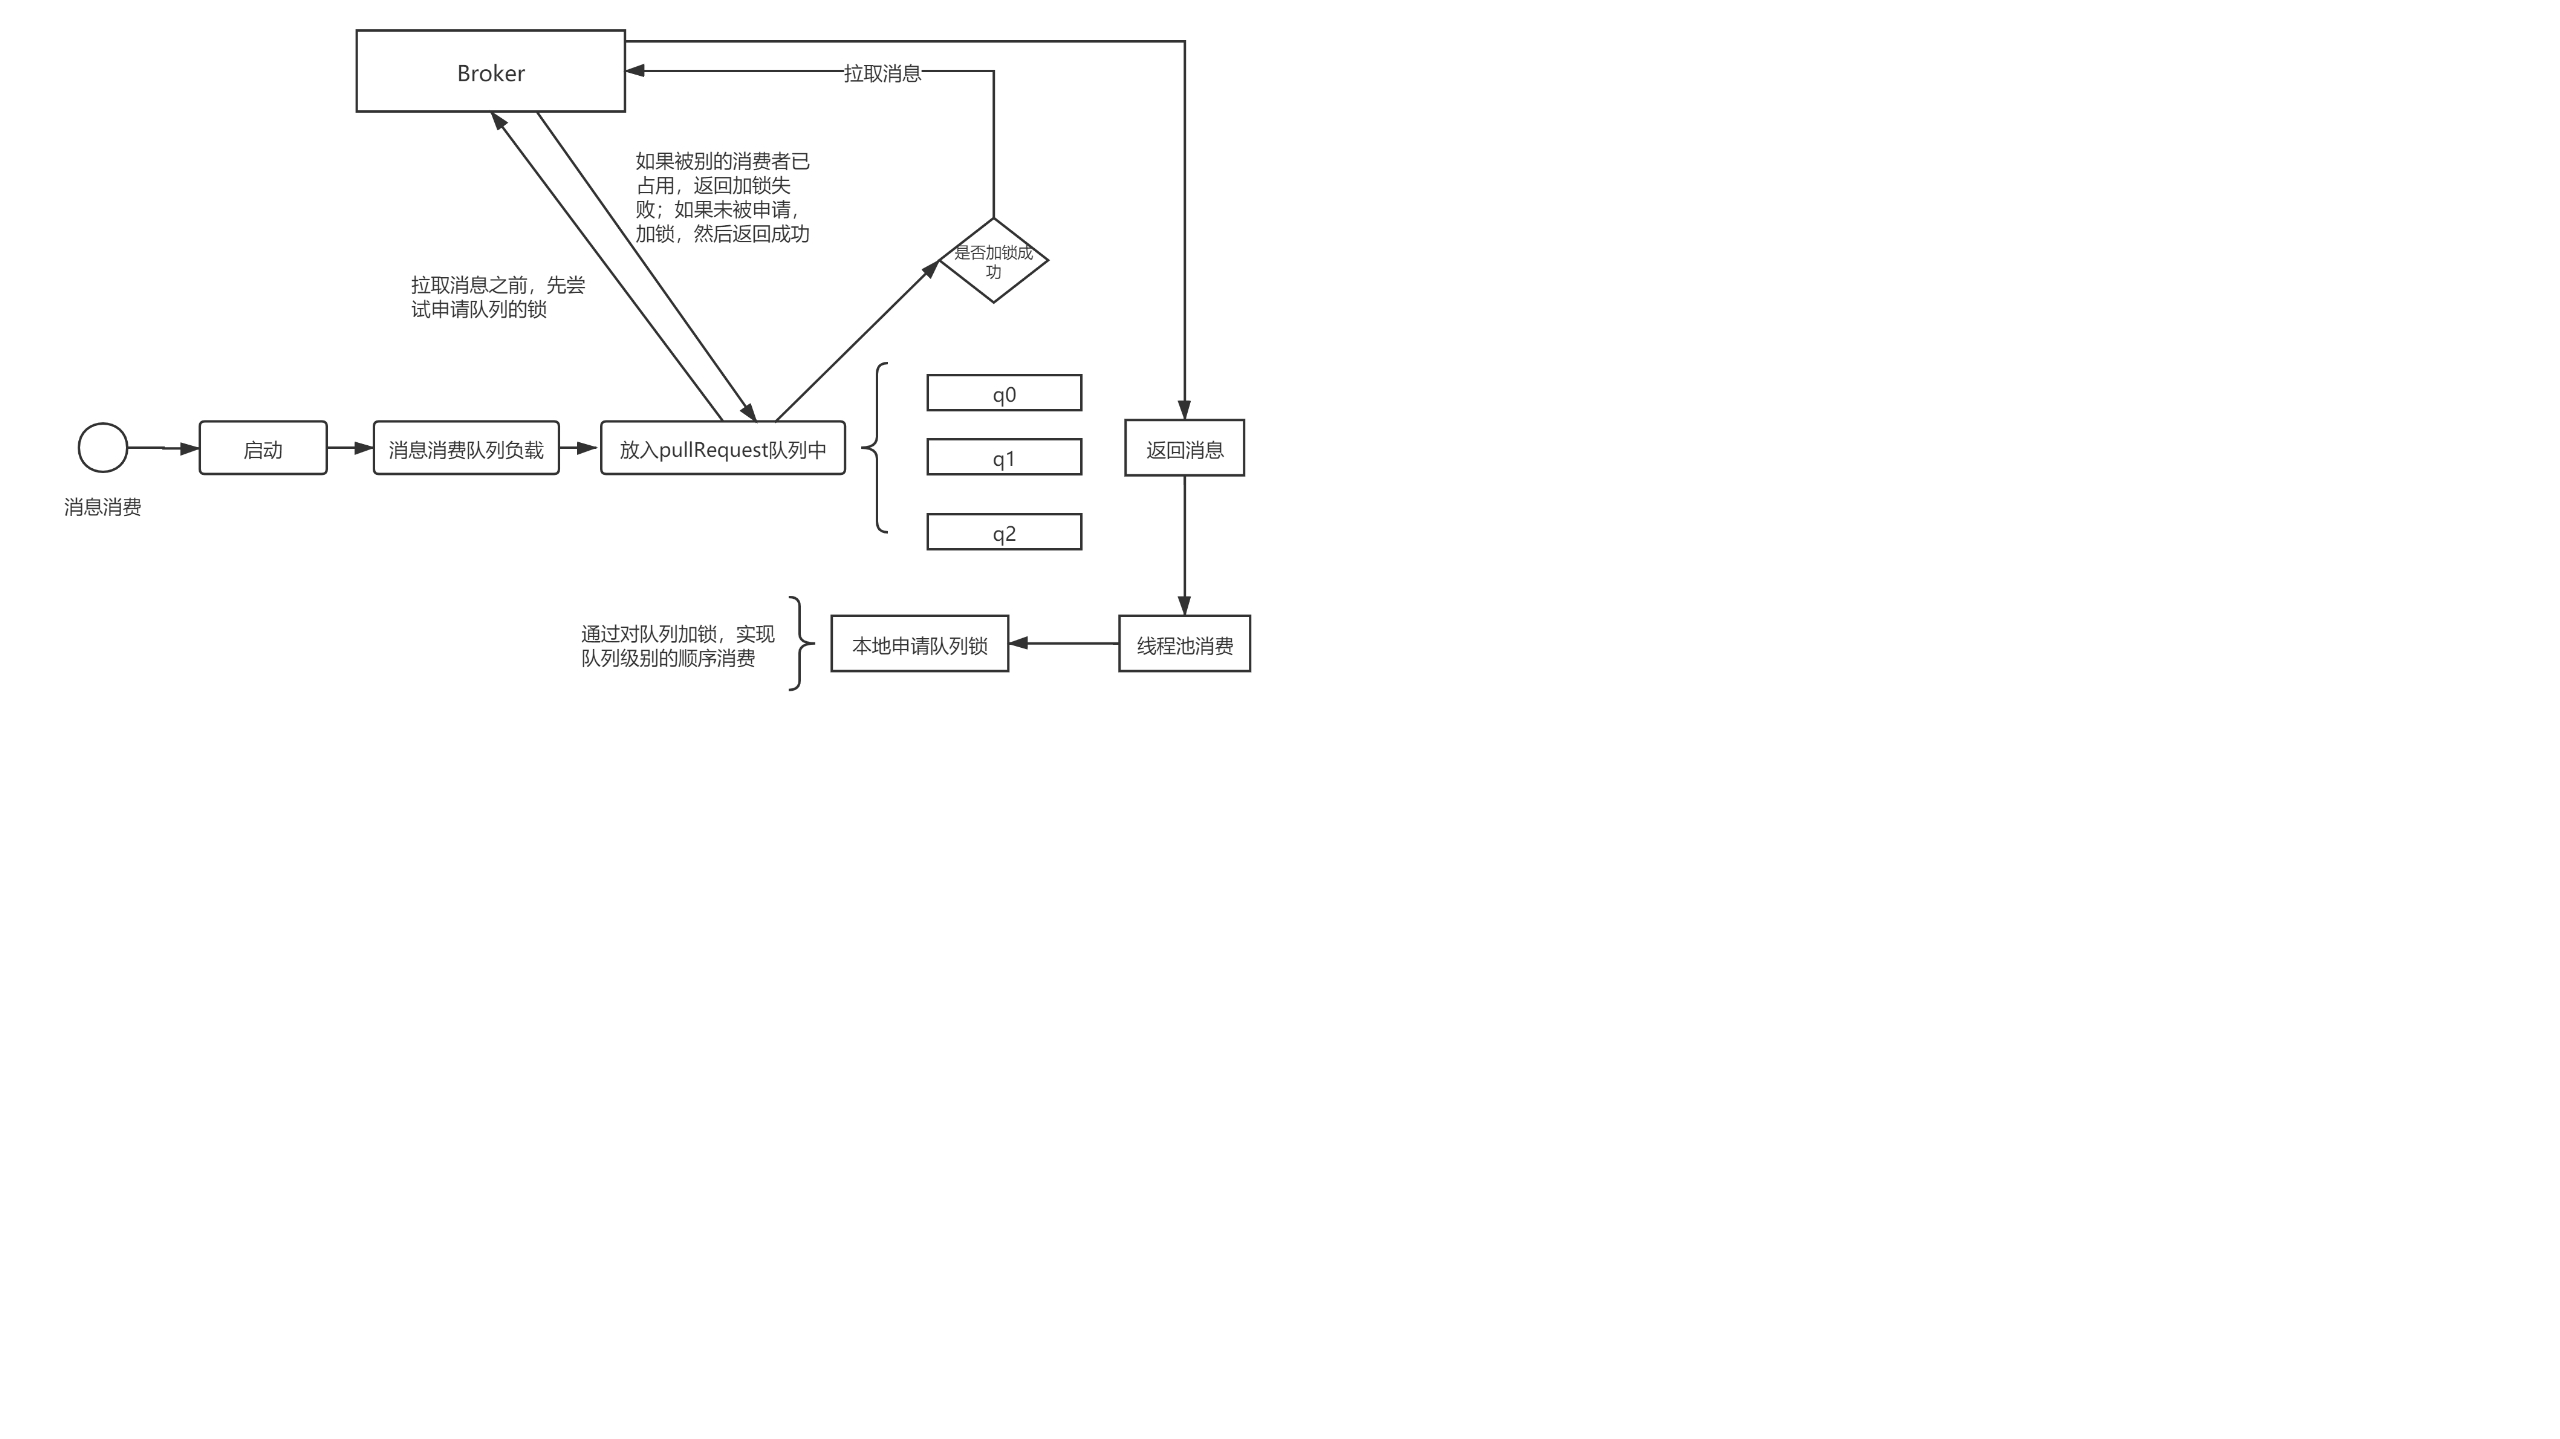 Broker
拉取消息
如果被别的消费者已
占用，返回加锁失
败；如果未被申请，
加锁，然后返回成功
是否加锁成
功
拉取消息之前，先尝
试申请队列的锁
q0
启动
消息消费队列负载
放入pullRequest队列中
q1
返回消息
消息消费
q2
通过对队列加锁，实现
队列级别的顺序消费
本地申请队列锁
线程池消费